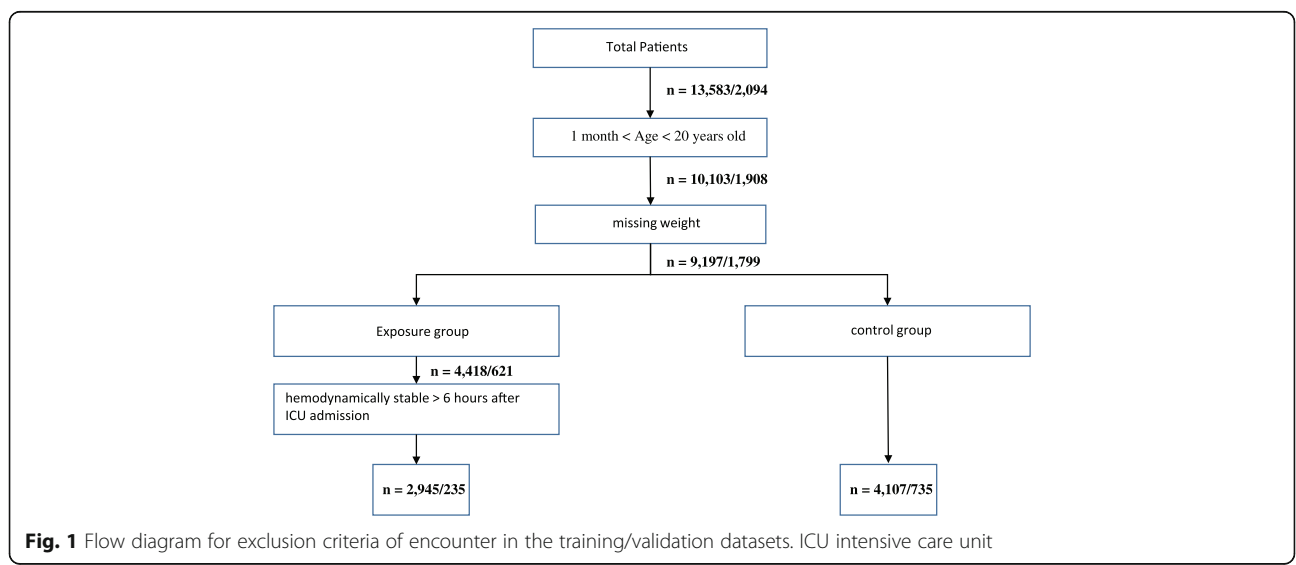 Total Patients
n = 13,583/2,094
1 month < Age < 20 years old
n = 10,103/1,908
missing weight
n = 9,197/1,799
Exposure group
control group
n = 4,418/621
hemodynamically stable > 6 hours after
ICU admission
n = 2,945/235
n = 4,107/735
Fig. 1 Flow diagram for exclusion criteria of encounter in the training/validation datasets. ICU intensive care unit